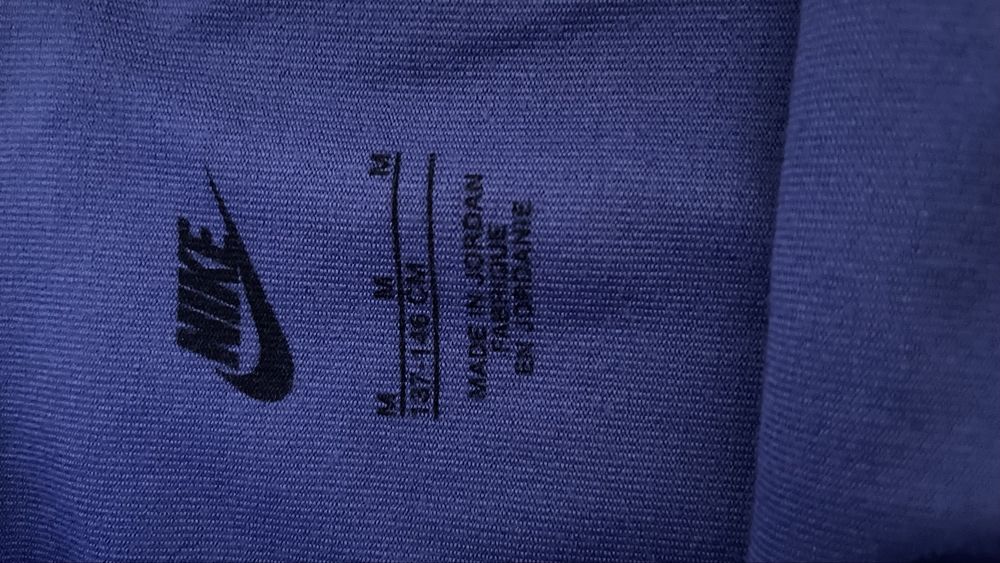 NIKE
M M M
137-146 CM
MADE IN JORDAN
FABRIQUE
EN JORDANIE